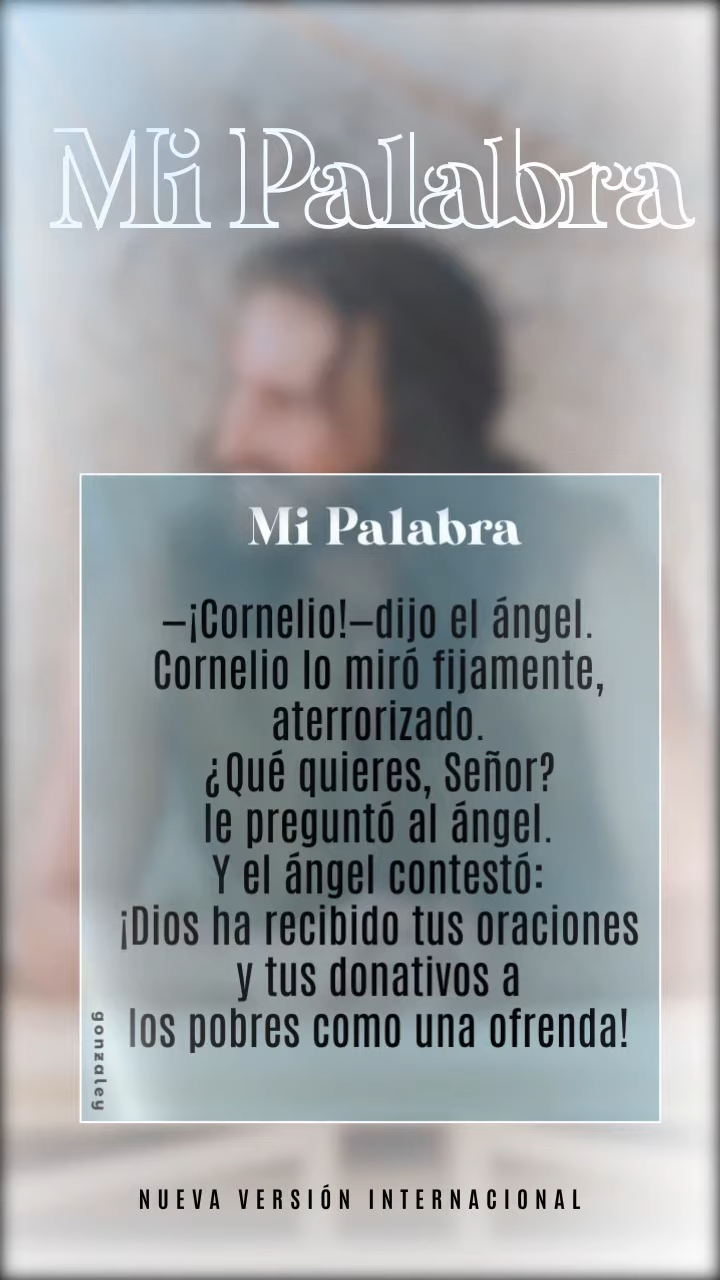 Mi Palabra
Mi Palabra
–¡Cornelio!–dijo el ángel.
Cornelio lo miró fijamente,
aterrorizado.
¿Qué quieres, Señor?
le preguntó al ángel.
Y el ángel contestó:
¡Dios ha recibido tus oraciones
y tus donativos a
los pobres como una ofrenda!
gonzaley
NUEVA VERSIÓN INTERNACIONAL